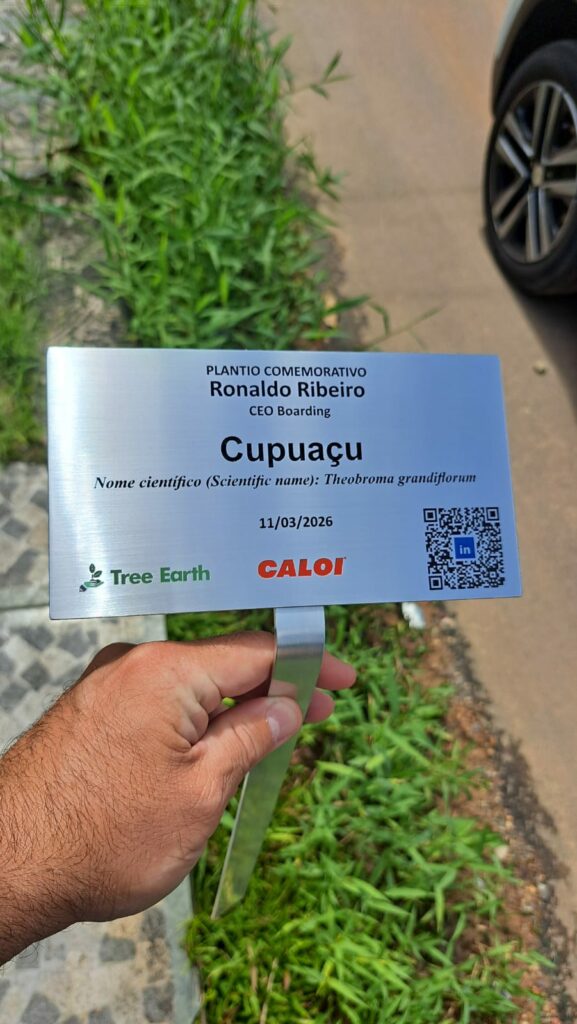 PLANTIO COMEMORATIVO
Ronaldo Ribeiro
CEO Boarding
Cupuaçu
Nome científico (Scientific name): Theobroma grandiflorum
11/03/2026
Tree Earth
CALOI
in